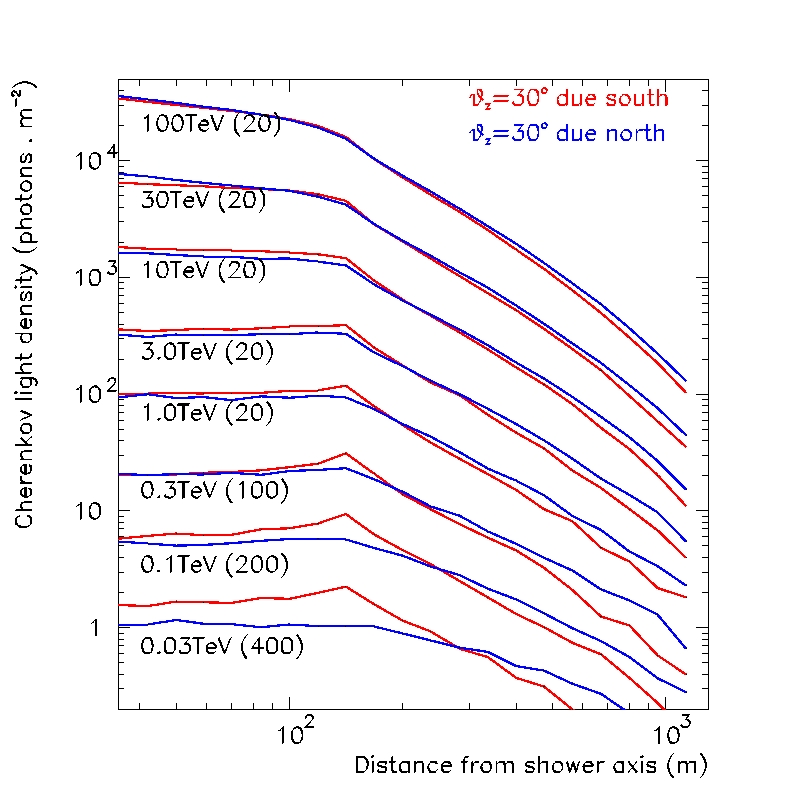 Cherenkov light density (photons . m⁻²)
ϑz=30° due south
ϑz=30° due north
100TeV (20)
10⁴
30TeV (20)
10TeV (20)
10³
3.0TeV (20)
10²
1.0TeV (20)
0.3TeV (100)
10
0.1TeV (200)
1
0.03TeV (400)
10² 10³
Distance from shower axis (m)